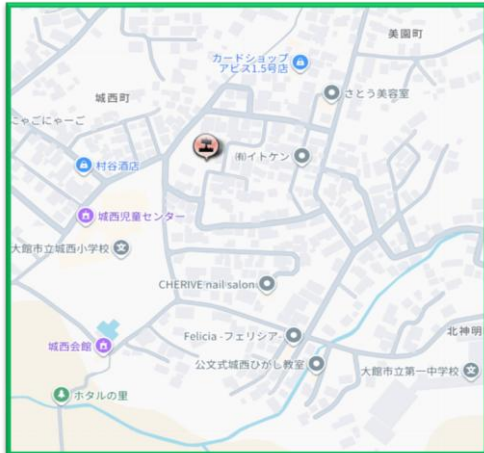 美園町
カードショップ
アビス1.5号店
城西町
さとう美容室
にゃごにゃーご
㈲イトケン
村谷酒店
城西児童センター
大館市立城西小学校
CHERIVE nail salon
北神明
Felicia -フェリシア-
城西会館
公文式城西ひがし教室
大館市立第一中学校
ホタルの里